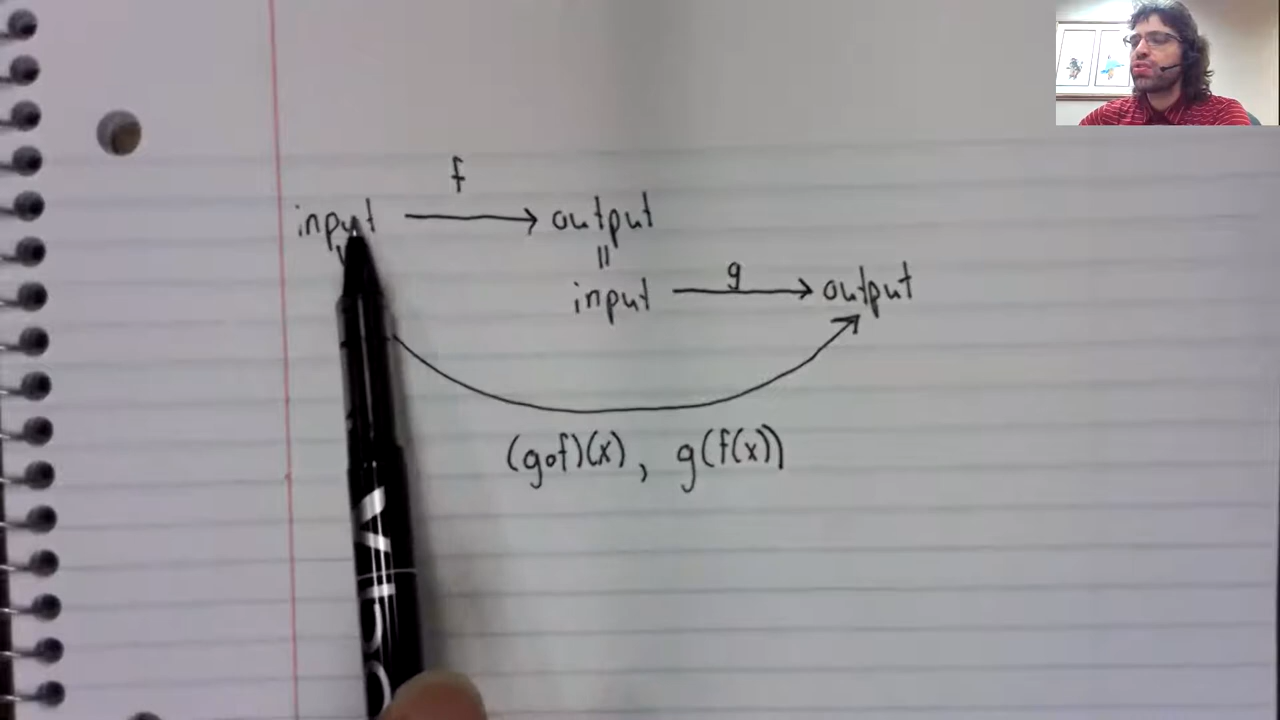 f
input → output
=
input → output
g
(g∘f)(x), g(f(x))